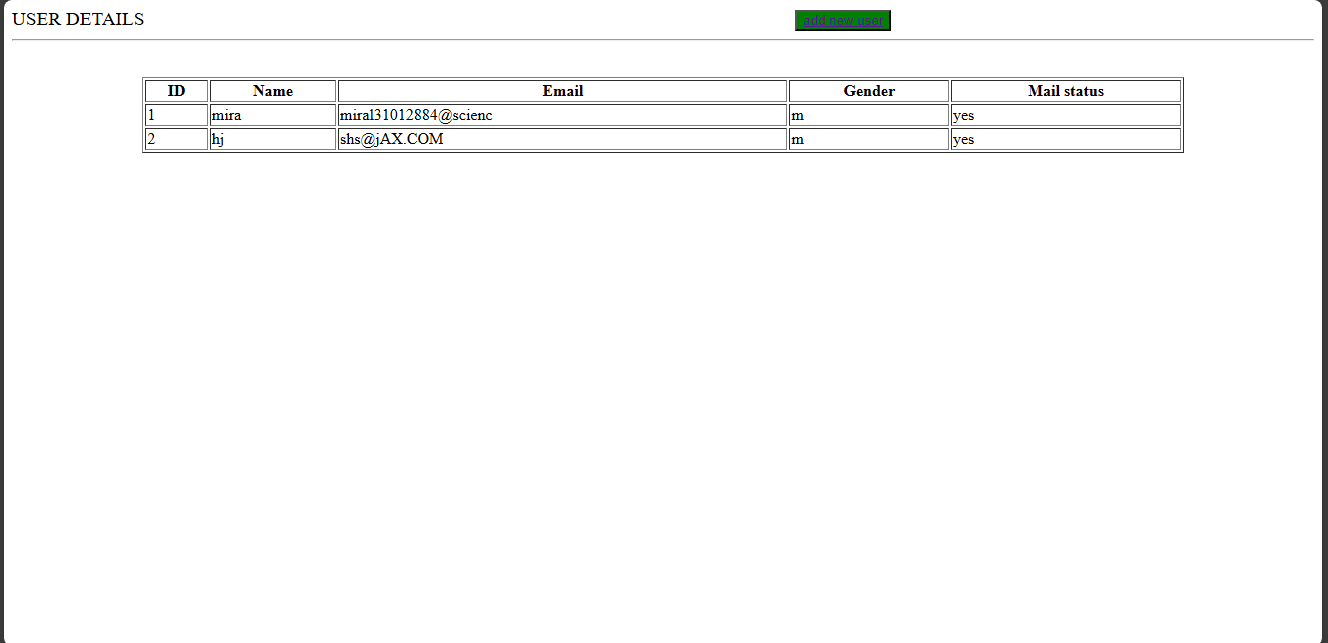 USER DETAILS add new user
ID Name Email Gender Mail status
1 mira miral31012884@scienc m yes
2 hj shs@jAX.COM m yes